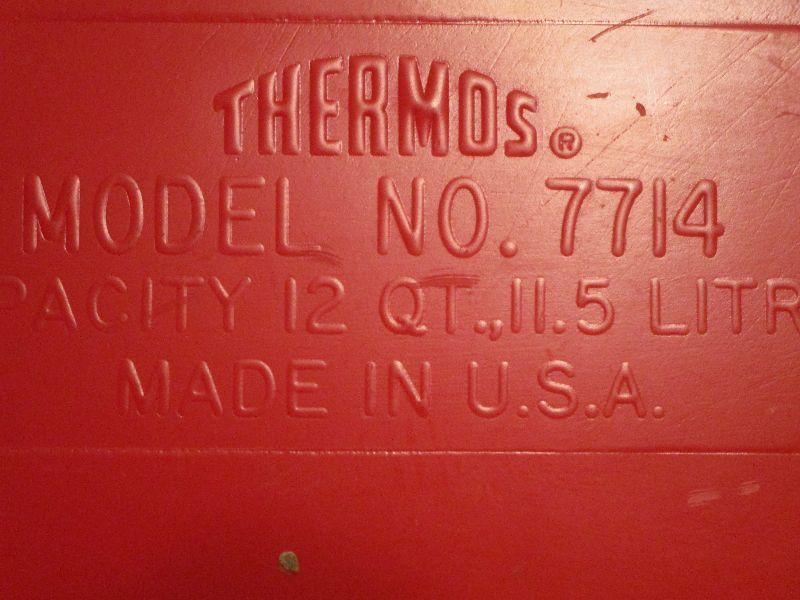 THERMOS®
MODEL NO. 7714
PACITY 12 QT., 11.5 LITR
MADE IN U.S.A.